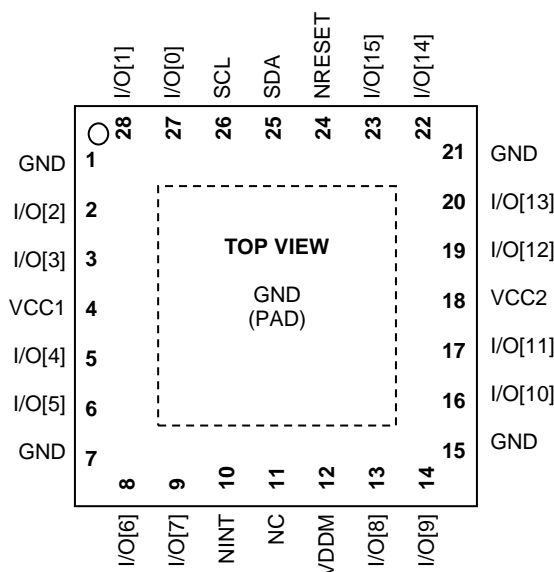 I/O[1]
I/O[0]
SCL
SDA
NRESET
I/O[15]
I/O[14]
28
27
26
25
24
23
22
GND
1
21
GND
I/O[2]
2
20
I/O[13]
I/O[3]
3
TOP VIEW
19
I/O[12]
VCC1
4
GND
(PAD)
18
VCC2
I/O[4]
5
17
I/O[11]
I/O[5]
6
16
I/O[10]
GND
7
15
GND
8
9
10
11
12
13
14
I/O[6]
I/O[7]
NINT
NC
VDDM
I/O[8]
I/O[9]